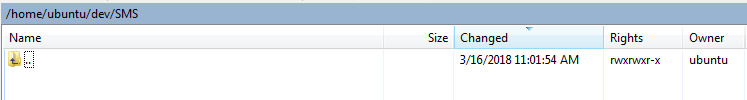 /home/ubuntu/dev/SMS
Name Size Changed Rights Owner
.. 3/16/2018 11:01:54 AM rwxrwxr-x ubuntu